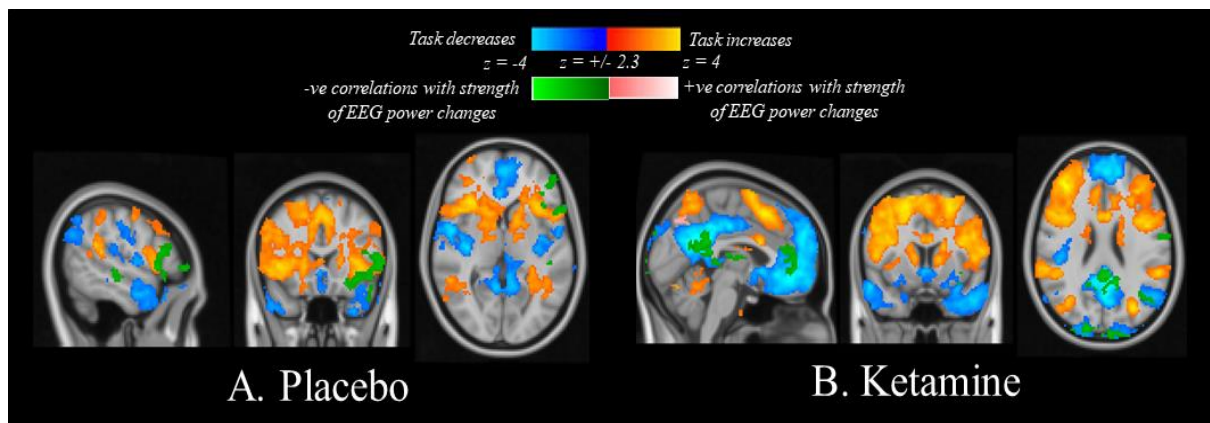 Task decreases
Task increases
z = -4
z = +/- 2.3
z = 4
-ve correlations with strength
of EEG power changes
+ve correlations with strength
of EEG power changes
A. Placebo
B. Ketamine